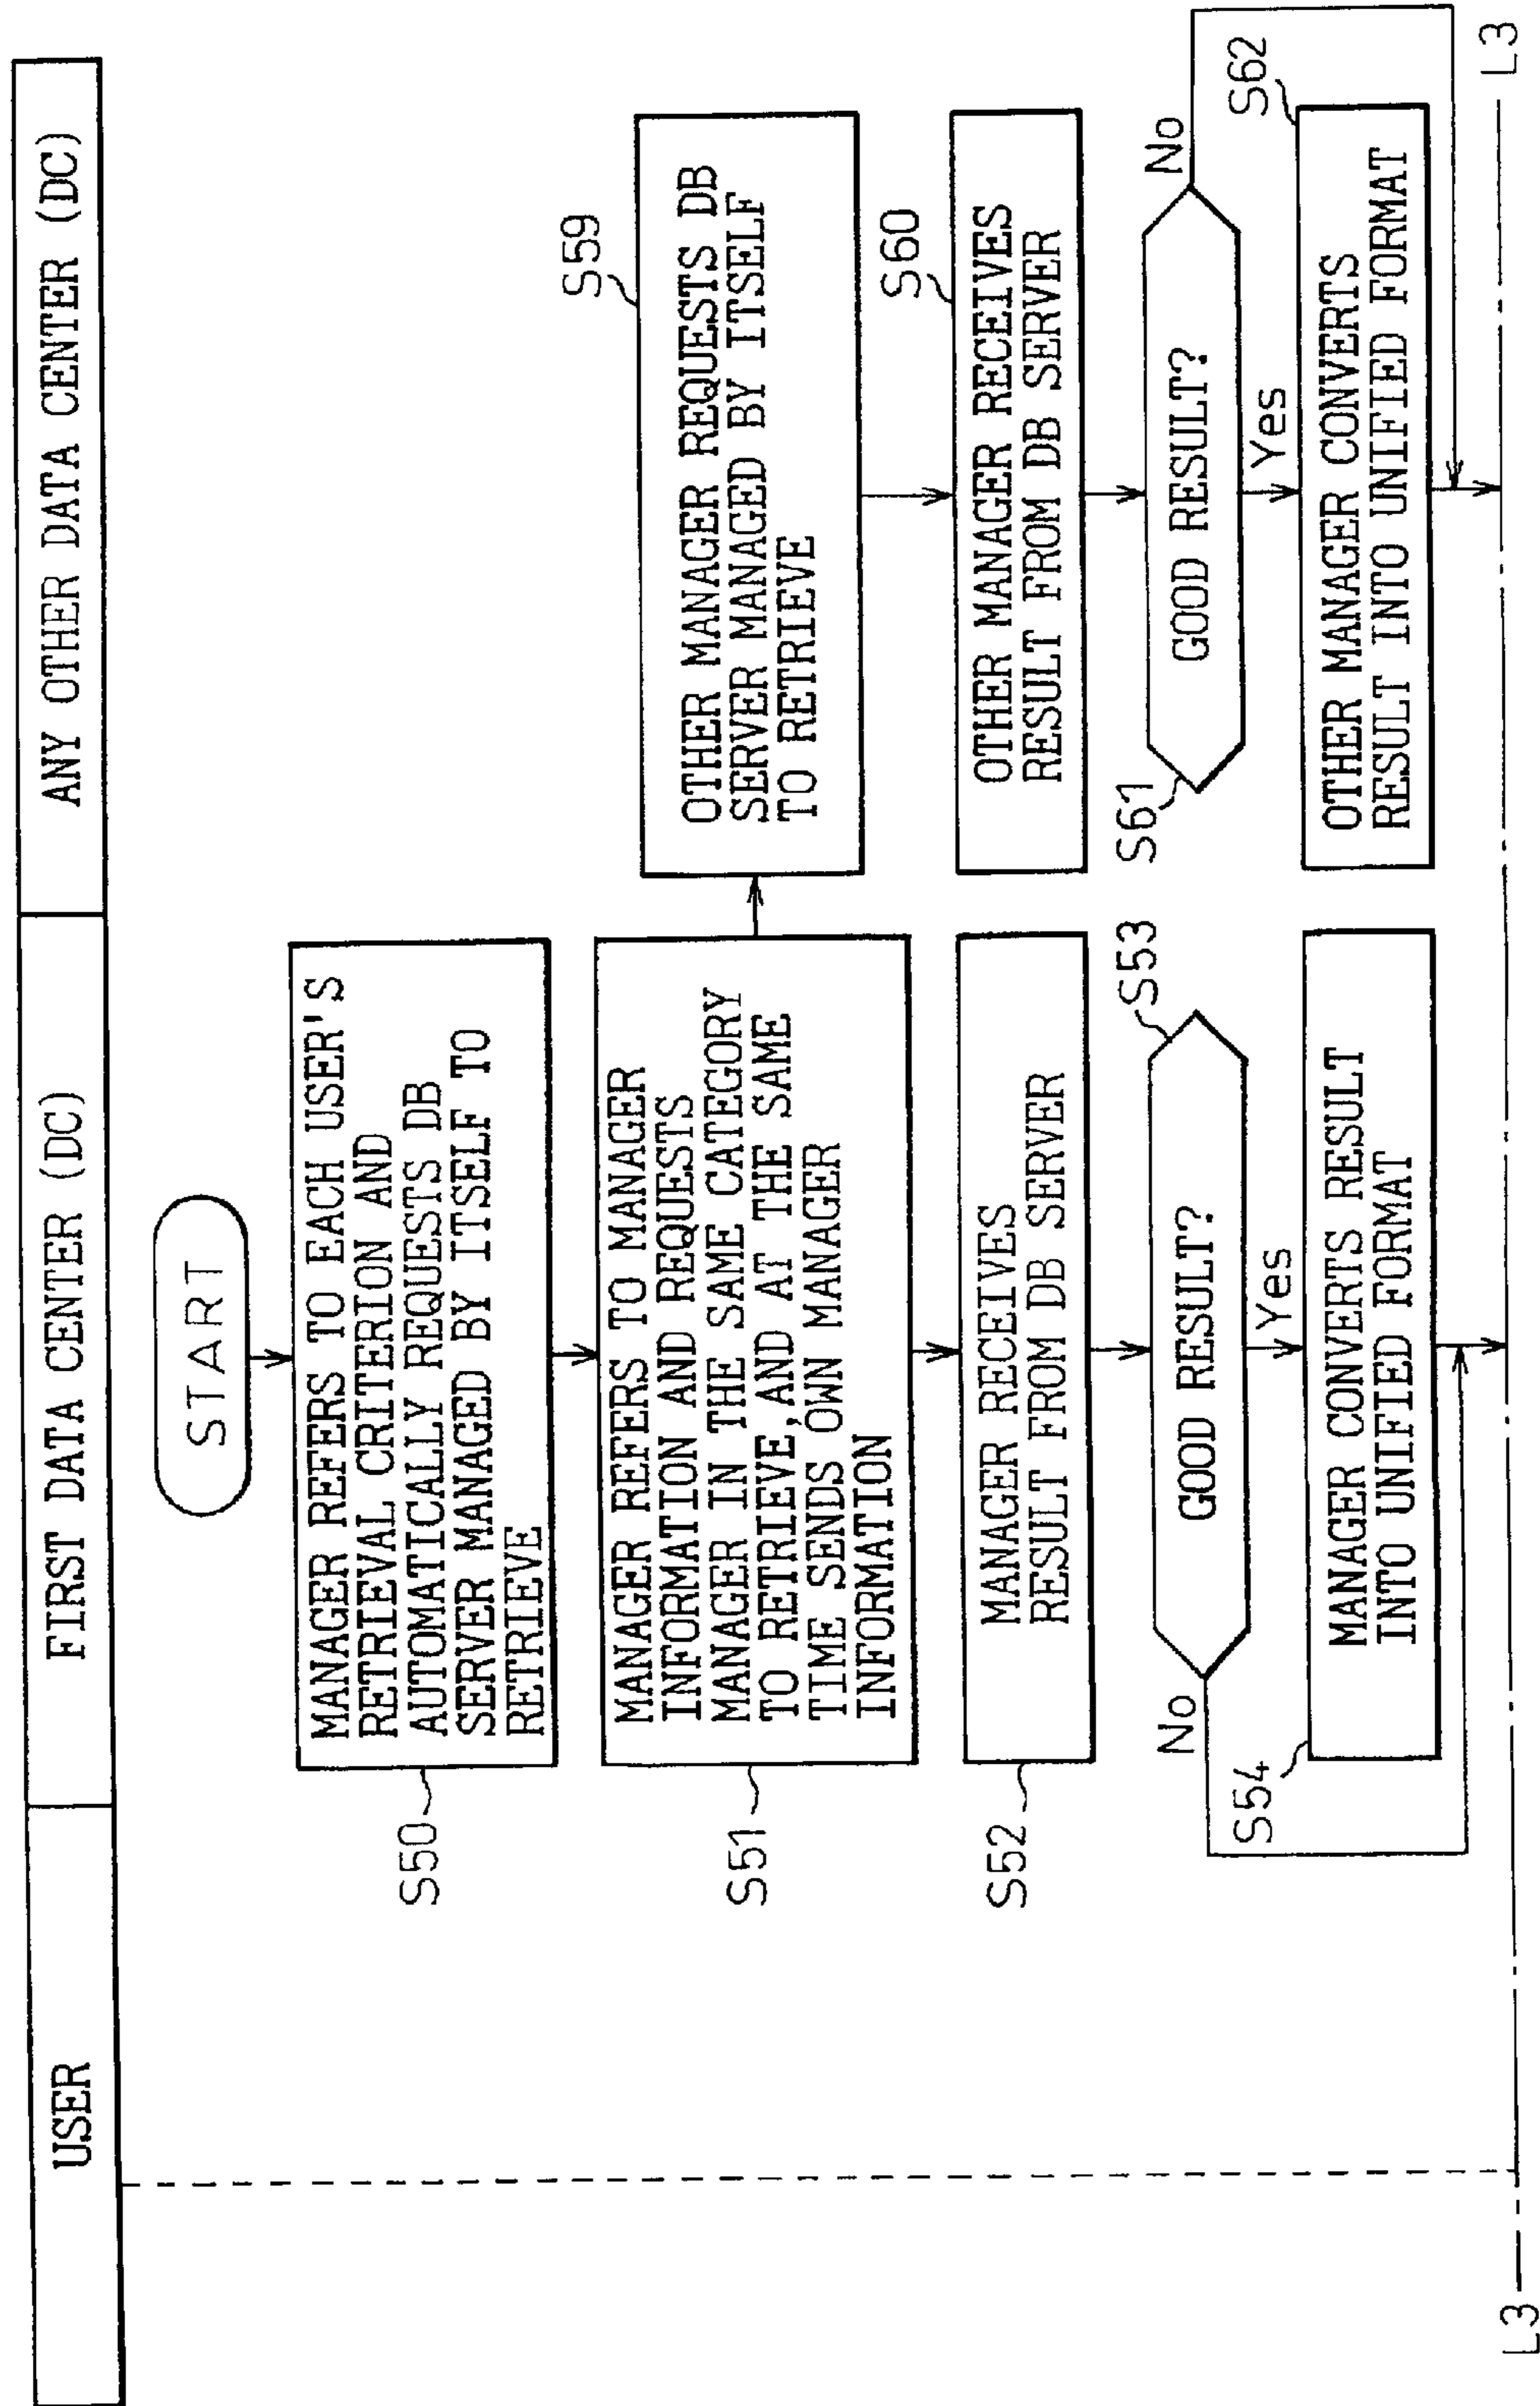 USER
FIRST DATA CENTER (DC)
ANY OTHER DATA CENTER (DC)
START
S50
MANAGER REFERS TO EACH USER'S
RETRIEVAL CRITERION AND
AUTOMATICALLY REQUESTS DB
SERVER MANAGED BY ITSELF TO
RETRIEVE
S51
MANAGER REFERS TO MANAGER
INFORMATION AND REQUESTS
MANAGER IN THE SAME CATEGORY
TO RETRIEVE,AND AT THE SAME
TIME SENDS OWN MANAGER
INFORMATION
S59
OTHER MANAGER REQUESTS DB
SERVER MANAGED BY ITSELF
TO RETRIEVE
S52
MANAGER RECEIVES
RESULT FROM DB SERVER
S60
OTHER MANAGER RECEIVES
RESULT FROM DB SERVER
S53
GOOD RESULT?
No
Yes
S61
GOOD RESULT?
No
Yes
S54
MANAGER CONVERTS RESULT
INTO UNIFIED FORMAT
S62
OTHER MANAGER CONVERTS
RESULT INTO UNIFIED FORMAT
L3
L3